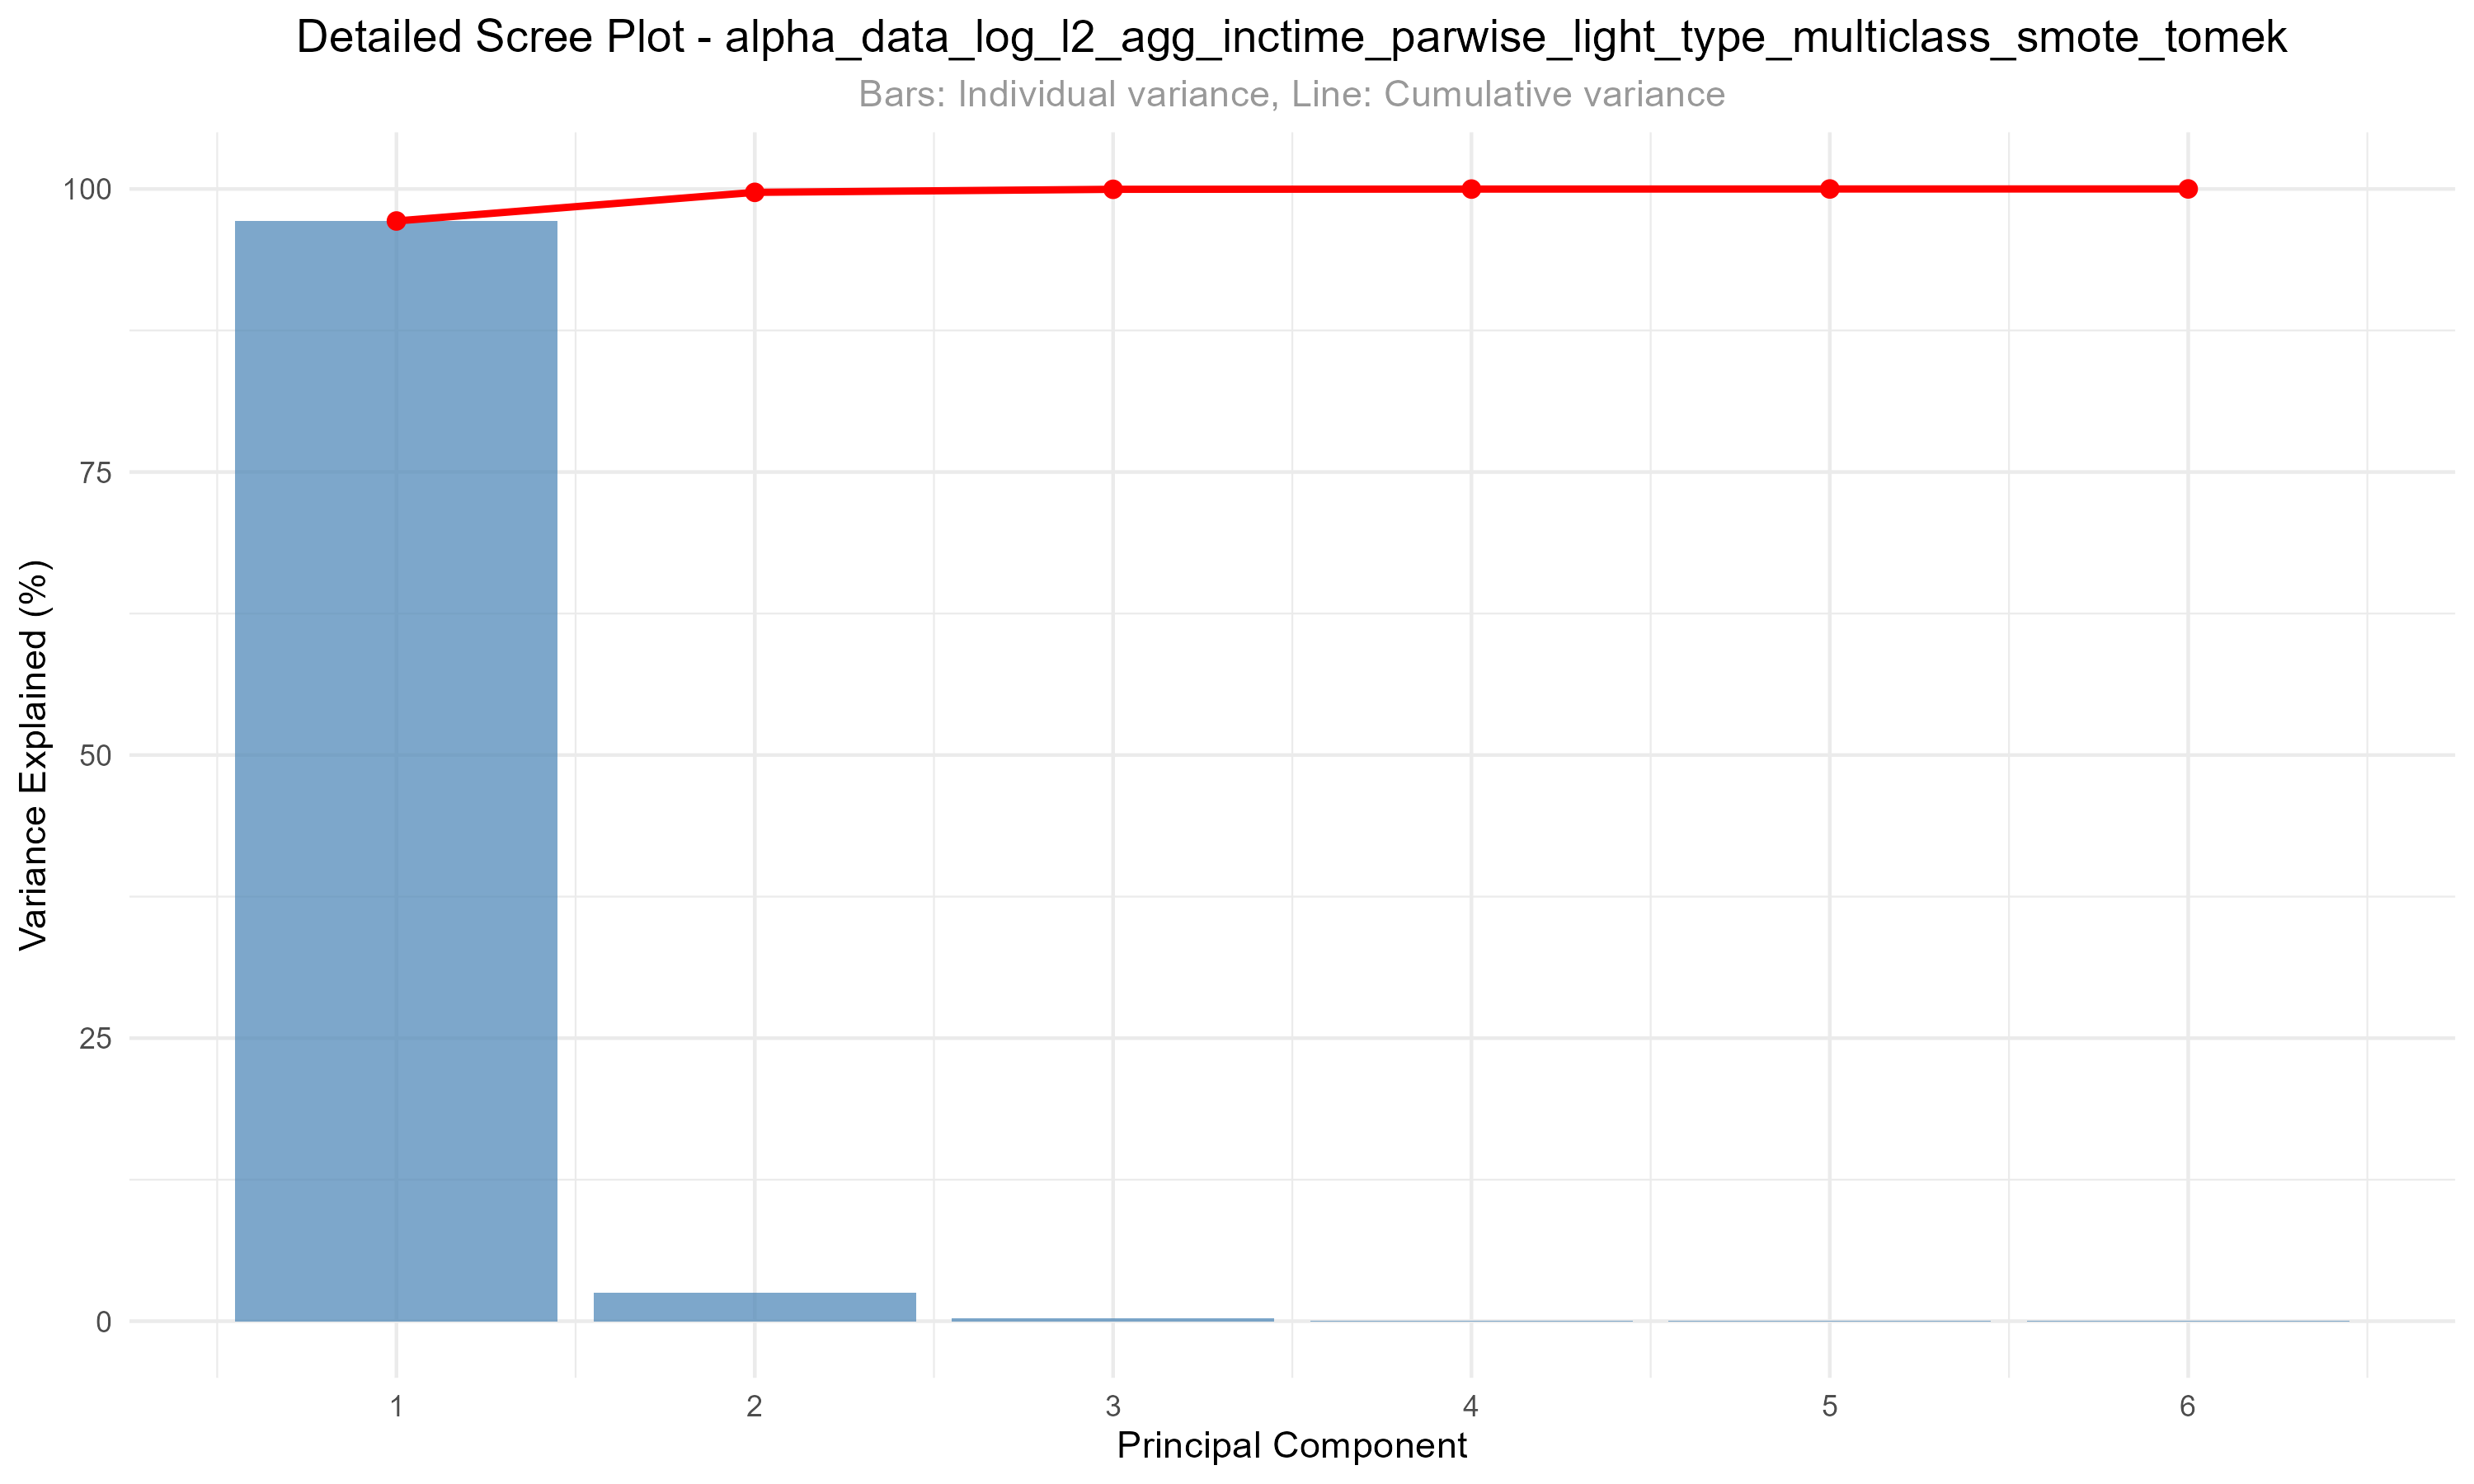 Detailed Scree Plot - alpha_data_log_l2_agg_inctime_parwise_light_type_multiclass_smote_tomek
Bars: Individual variance, Line: Cumulative variance
Variance Explained (%)
100
75
50
25
0
1 2 3 4 5 6
Principal Component